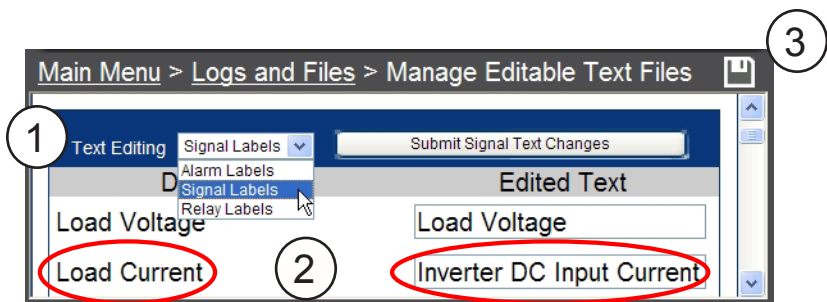 3
Main Menu > Logs and Files > Manage Editable Text Files
1
Text Editing Signal Labels Submit Signal Text Changes
Alarm Labels
Signal Labels
Relay Labels
D Edited Text
Load Voltage Load Voltage
Load Current 2 Inverter DC Input Current